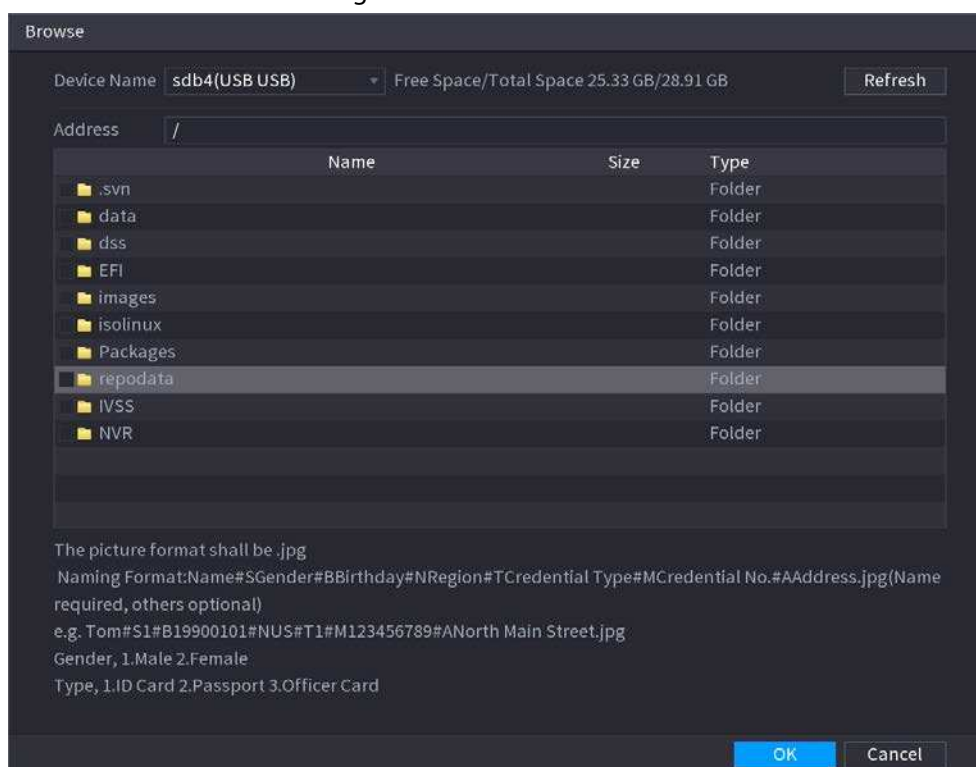 Browse
Device Name sdb4(USB USB) Free Space/Total Space 25.33 GB/28.91 GB Refresh
Address /
Name Size Type
.svn Folder
data Folder
dss Folder
EFI Folder
images Folder
isolinux Folder
Packages Folder
repodata Folder
IVSS Folder
NVR Folder
The picture format shall be .jpg
Naming Format:Name#SGender#BBirthday#NRegion#TCredential Type#MCredential No.#AAddress.jpg(Name
required, others optional)
e.g. Tom#S1#B19900101#NUS#T1#M123456789#ANorth Main Street.jpg
Gender, 1.Male 2.Female
Type, 1.ID Card 2.Passport 3.Officer Card
OK Cancel